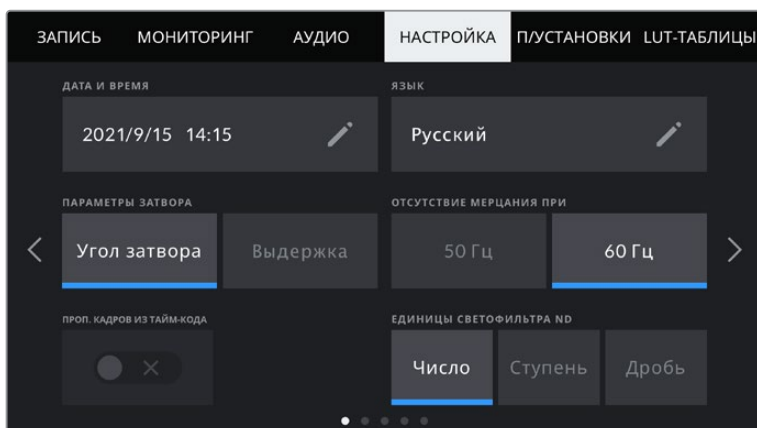 ЗАПИСЬ МОНИТОРИНГ АУДИО НАСТРОЙКА П/УСТАНОВКИ LUT-ТАБЛИЦЫ
ДАТА И ВРЕМЯ ЯЗЫК
2021/9/15 14:15 Русский
ПАРАМЕТРЫ ЗАТВОРА ОТСУТСТВИЕ МЕРЦАНИЯ ПРИ
Угол затвора Выдержка 50 Гц 60 Гц
ПРОП. КАДРОВ ИЗ ТАЙМ-КОДА ЕДИНИЦЫ СВЕТОФИЛЬТРА ND
Число Ступень Дробь